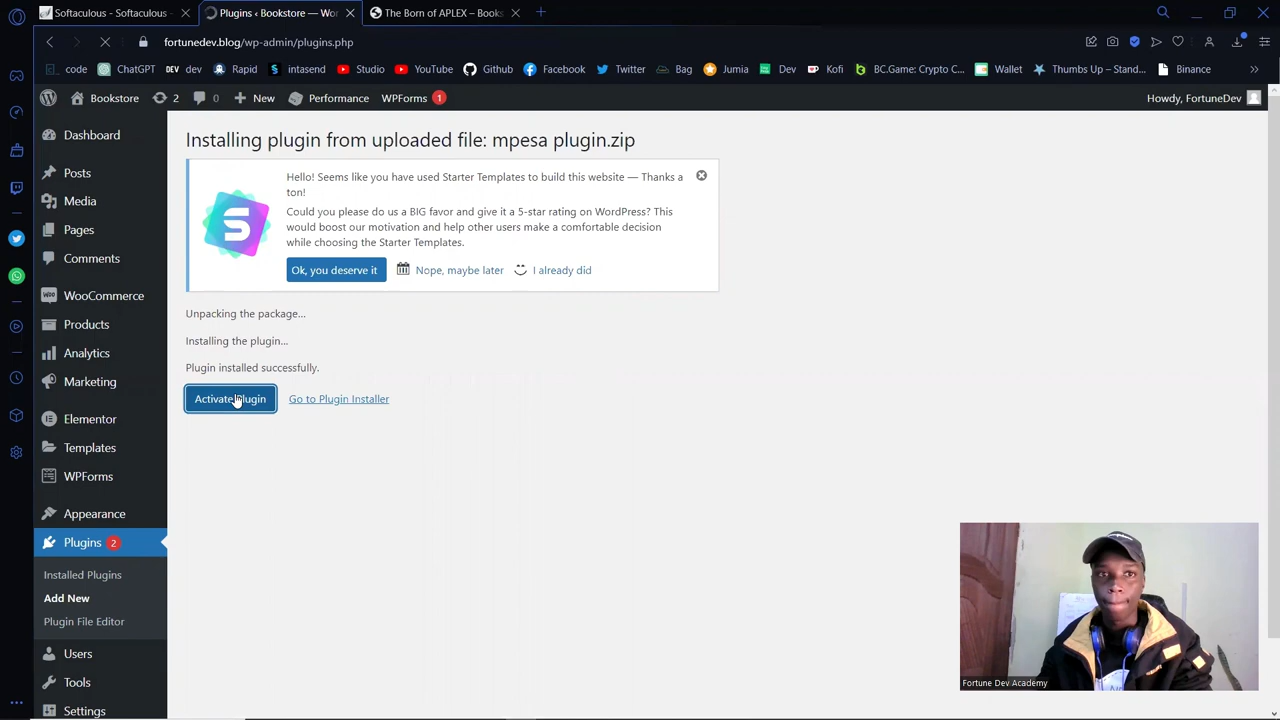 Softaculous - Softaculous
Plugins ‹ Bookstore — Wor
The Born of APLEX – Books
fortunedev.blog/wp-admin/plugins.php
code
ChatGPT
DEV dev
Rapid
intasend
Studio
YouTube
Github
Facebook
Twitter
Bag
Jumia
Dev
Kofi
BC.Game: Crypto C...
Wallet
Thumbs Up – Stand...
Binance
Bookstore
2
0
New
Performance
WPForms 1
Howdy, FortuneDev
Dashboard
Posts
Media
Pages
Comments
WooCommerce
Products
Analytics
Marketing
Elementor
Templates
WPForms
Appearance
Plugins 2
Installed Plugins
Add New
Plugin File Editor
Users
Tools
Settings
Installing plugin from uploaded file: mpesa plugin.zip
Hello! Seems like you have used Starter Templates to build this website — Thanks a
ton!
Could you please do us a BIG favor and give it a 5-star rating on WordPress? This
would boost our motivation and help other users make a comfortable decision
while choosing the Starter Templates.
Ok, you deserve it
Nope, maybe later
I already did
Unpacking the package...
Installing the plugin...
Plugin installed successfully.
Activate Plugin
Go to Plugin Installer
Fortune Dev Academy